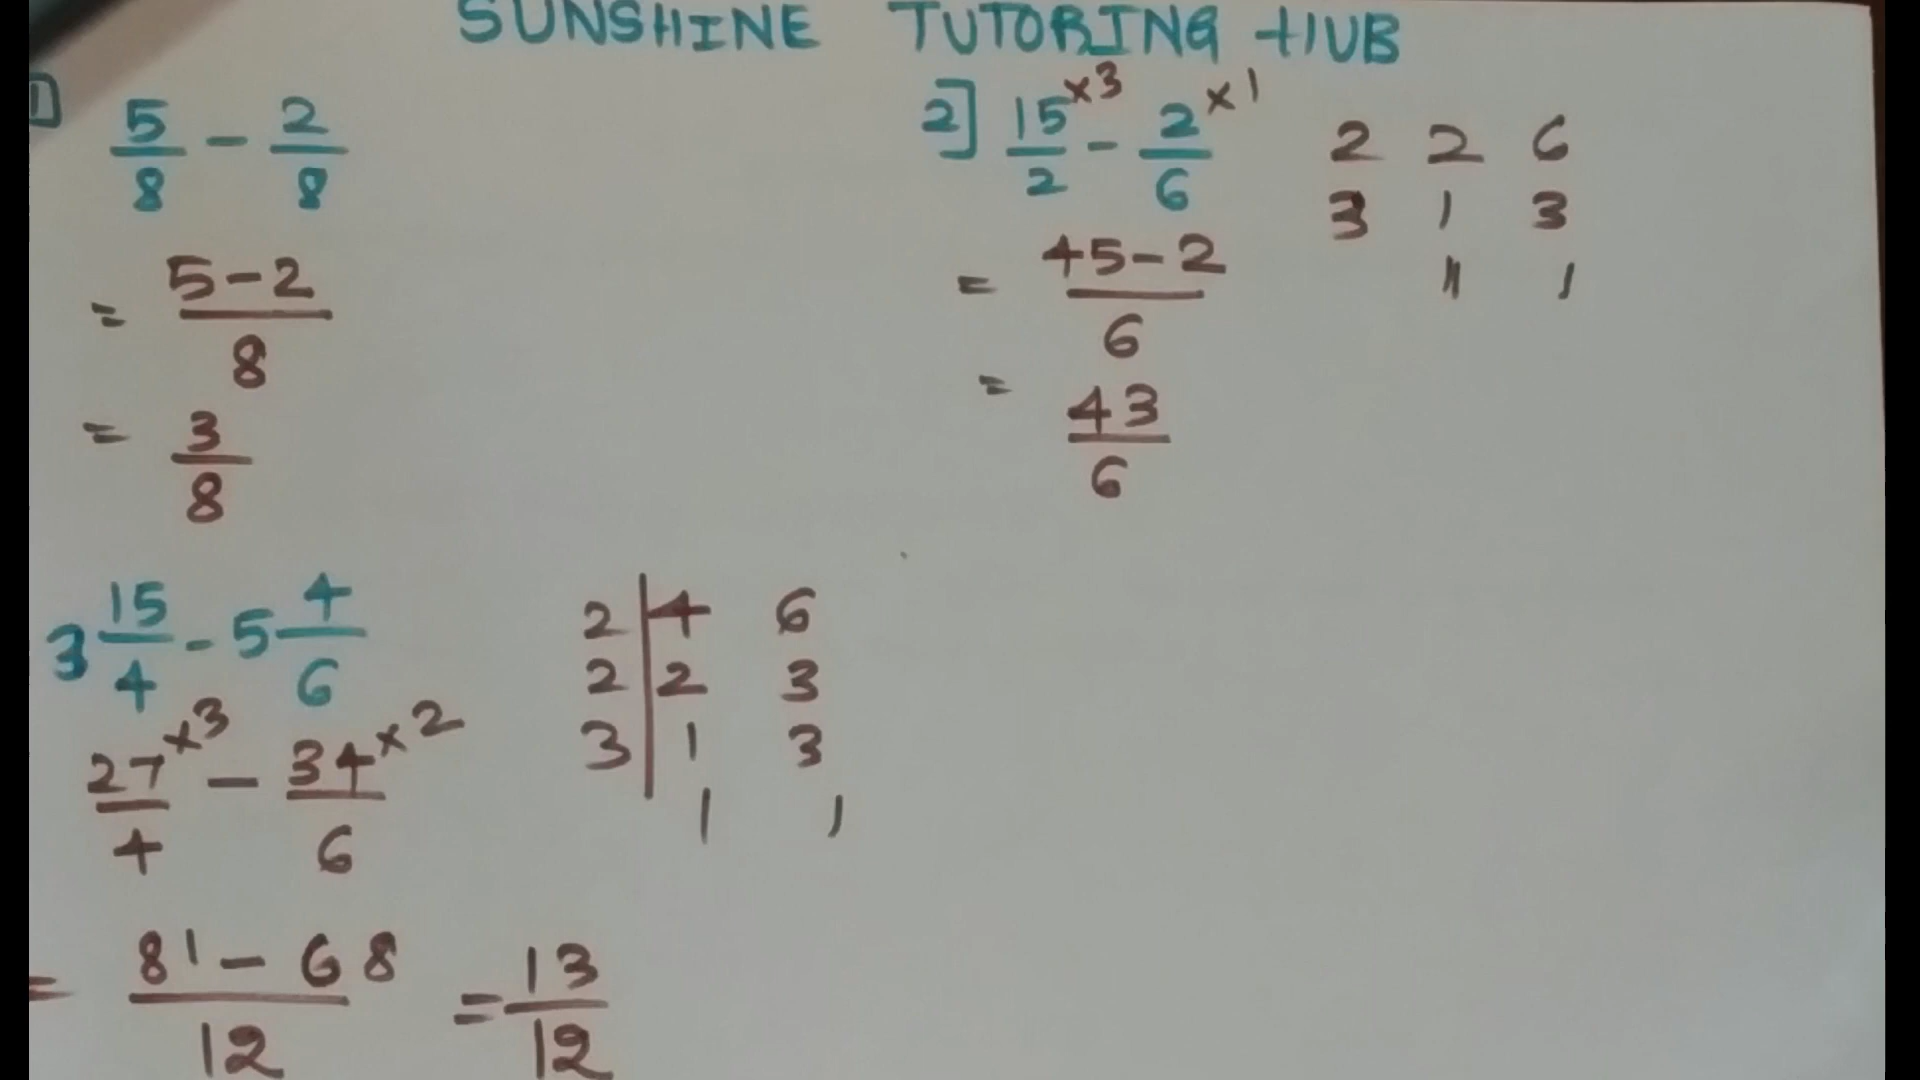 SUNSHINE TUTORING HUB
1] 5/8 - 2/8
= 5-2/8
= 3/8
2] 15/2 ×3 - 2/6 ×1
= 45-2/6
= 43/6
2 2 6
3 1 3
1 1
3 15/4 - 5 4/6
27/4 ×3 - 34/6 ×2
= 81-68/12 = 13/12
2 | 4 6
2 | 2 3
3 | 1 3
1 1